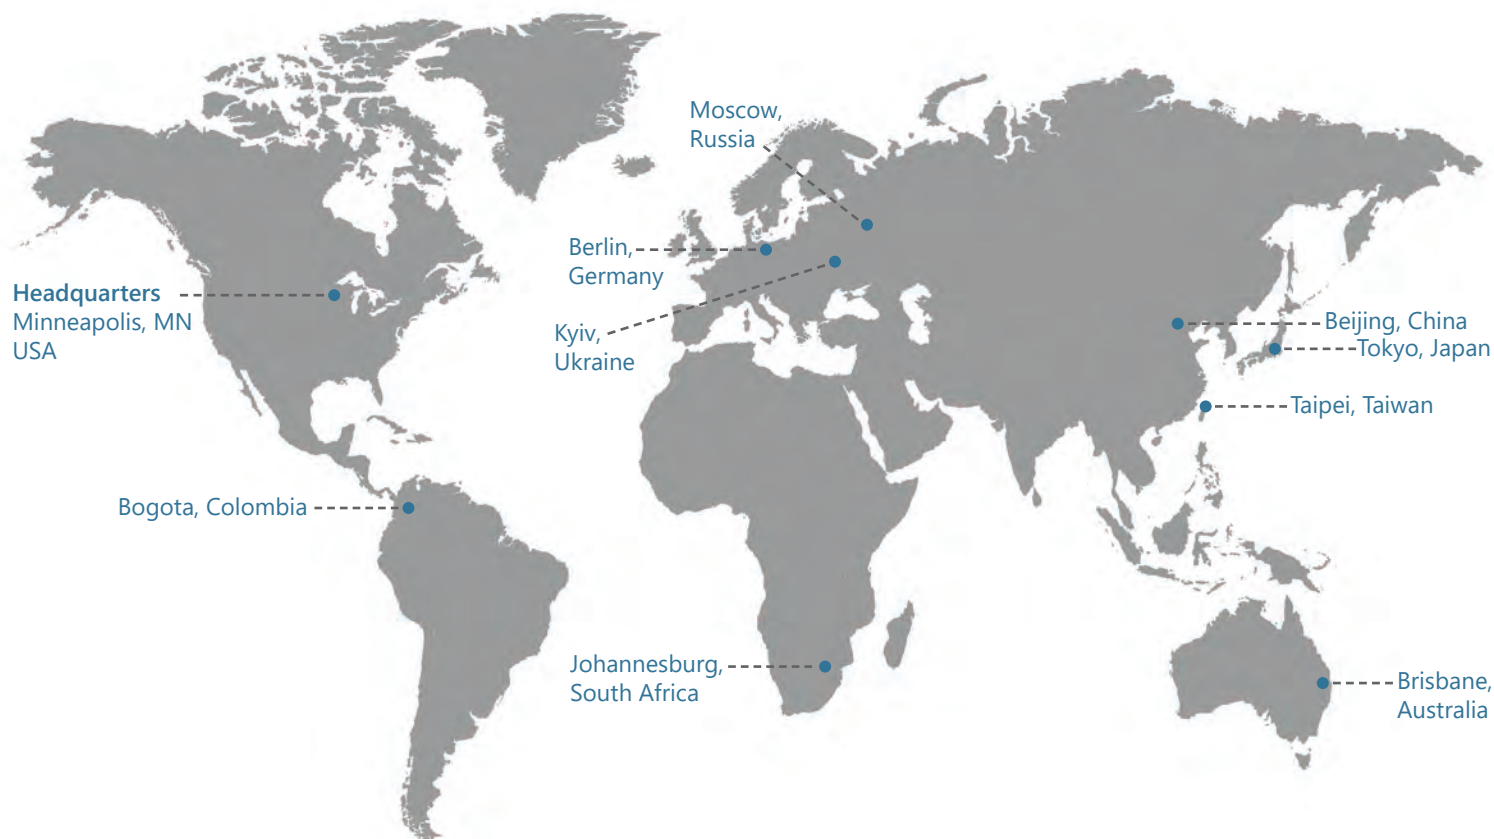 Moscow,
Russia
Berlin,
Germany
Headquarters
Minneapolis, MN
USA
Kyiv,
Ukraine
Beijing, China
Tokyo, Japan
Taipei, Taiwan
Bogota, Colombia
Johannesburg,
South Africa
Brisbane,
Australia